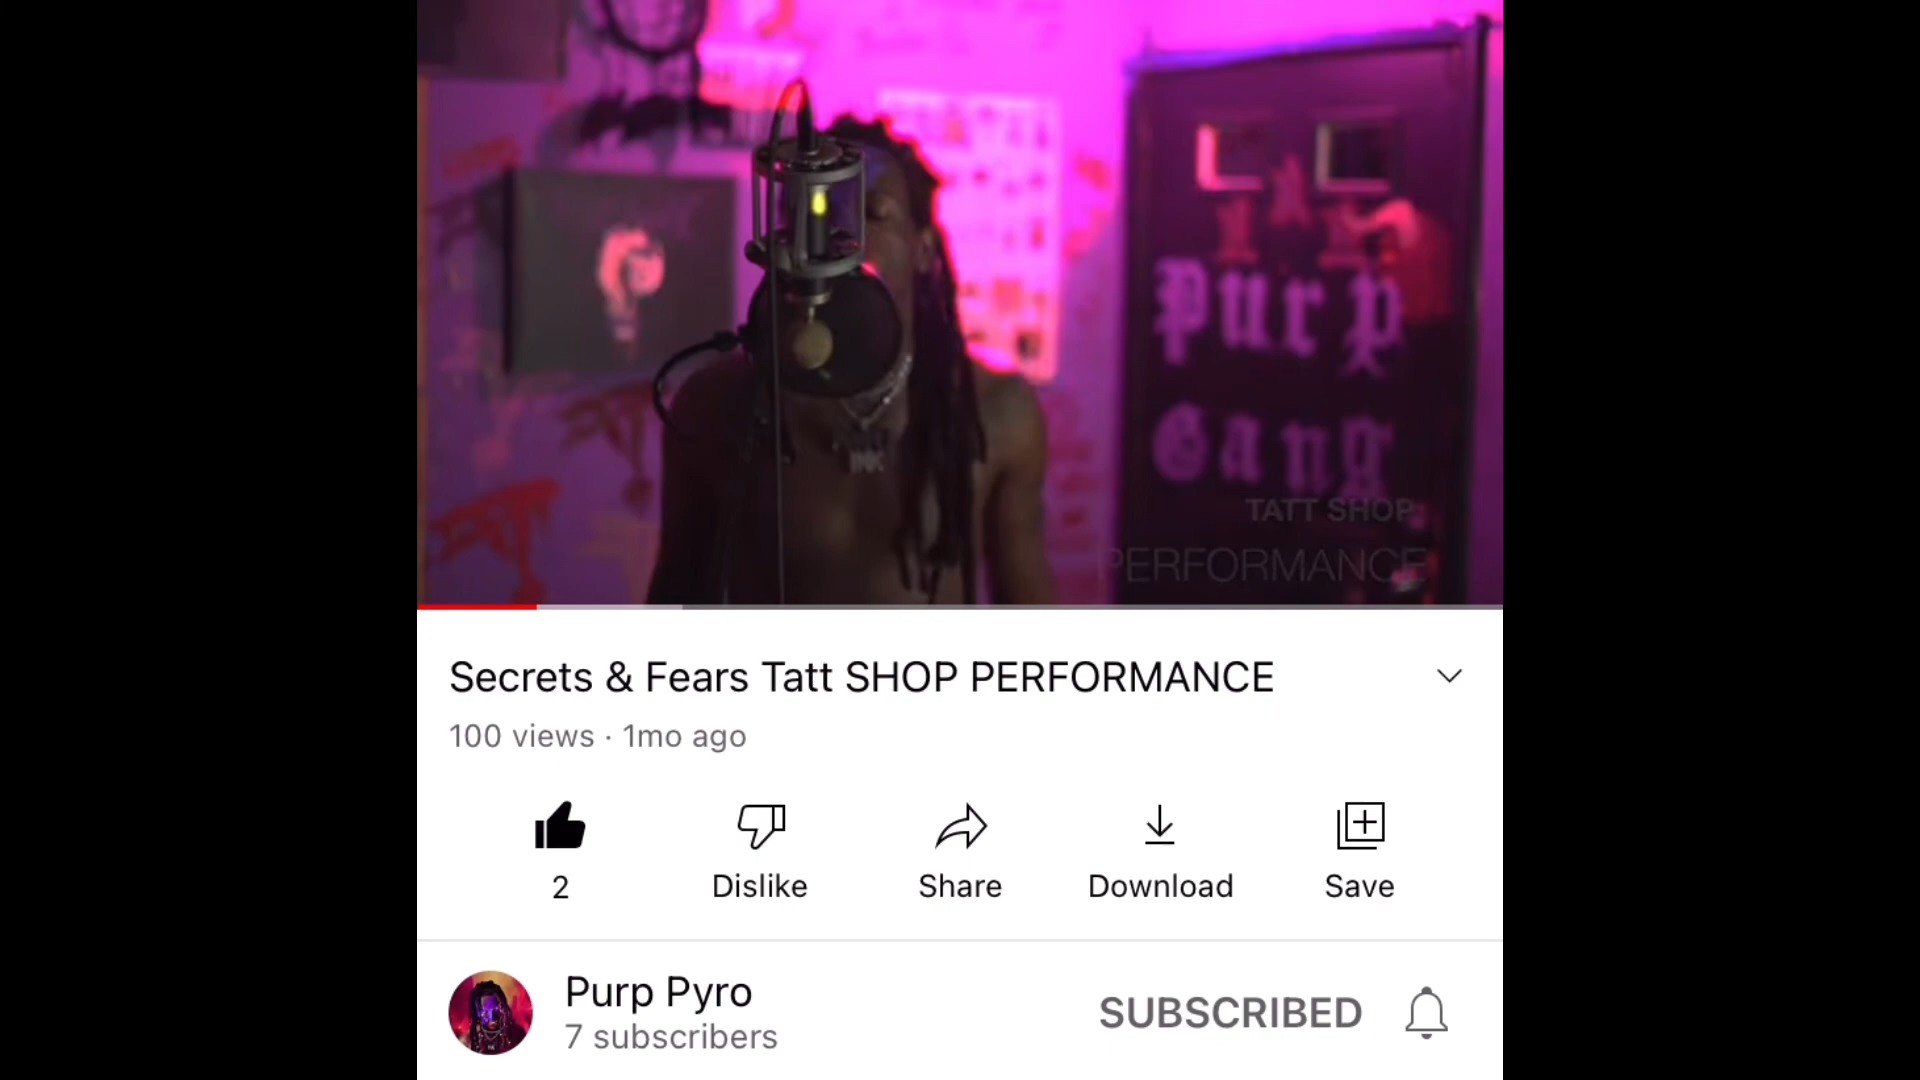 Purp
Gang
TATT SHOP
PERFORMANCE
Secrets & Fears Tatt SHOP PERFORMANCE
100 views · 1mo ago
2
Dislike
Share
Download
Save
Purp Pyro
7 subscribers
SUBSCRIBED